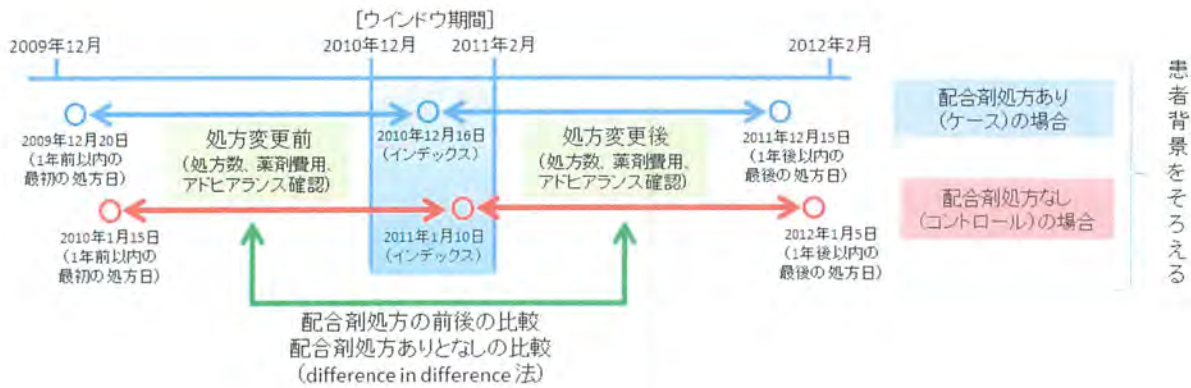 [ウインドウ期間]
2009年12月
2010年12月
2011年2月
2012年2月
2009年12月20日
(1年前以内の
最初の処方日)
処方変更前
(処方数、薬剤費用、
アドヒアランス確認)
2010年12月16日
(インデックス)
処方変更後
(処方数、薬剤費用、
アドヒアランス確認)
2011年12月15日
(1年後以内の
最後の処方日)
配合剤処方あり
(ケース)の場合
2010年1月15日
(1年前以内の
最初の処方日)
2011年1月10日
(インデックス)
2012年1月5日
(1年後以内の
最後の処方日)
配合剤処方なし
(コントロール)の場合
患者背景をそろえる
配合剤処方の前後の比較
配合剤処方ありとなしの比較
(difference in difference 法)